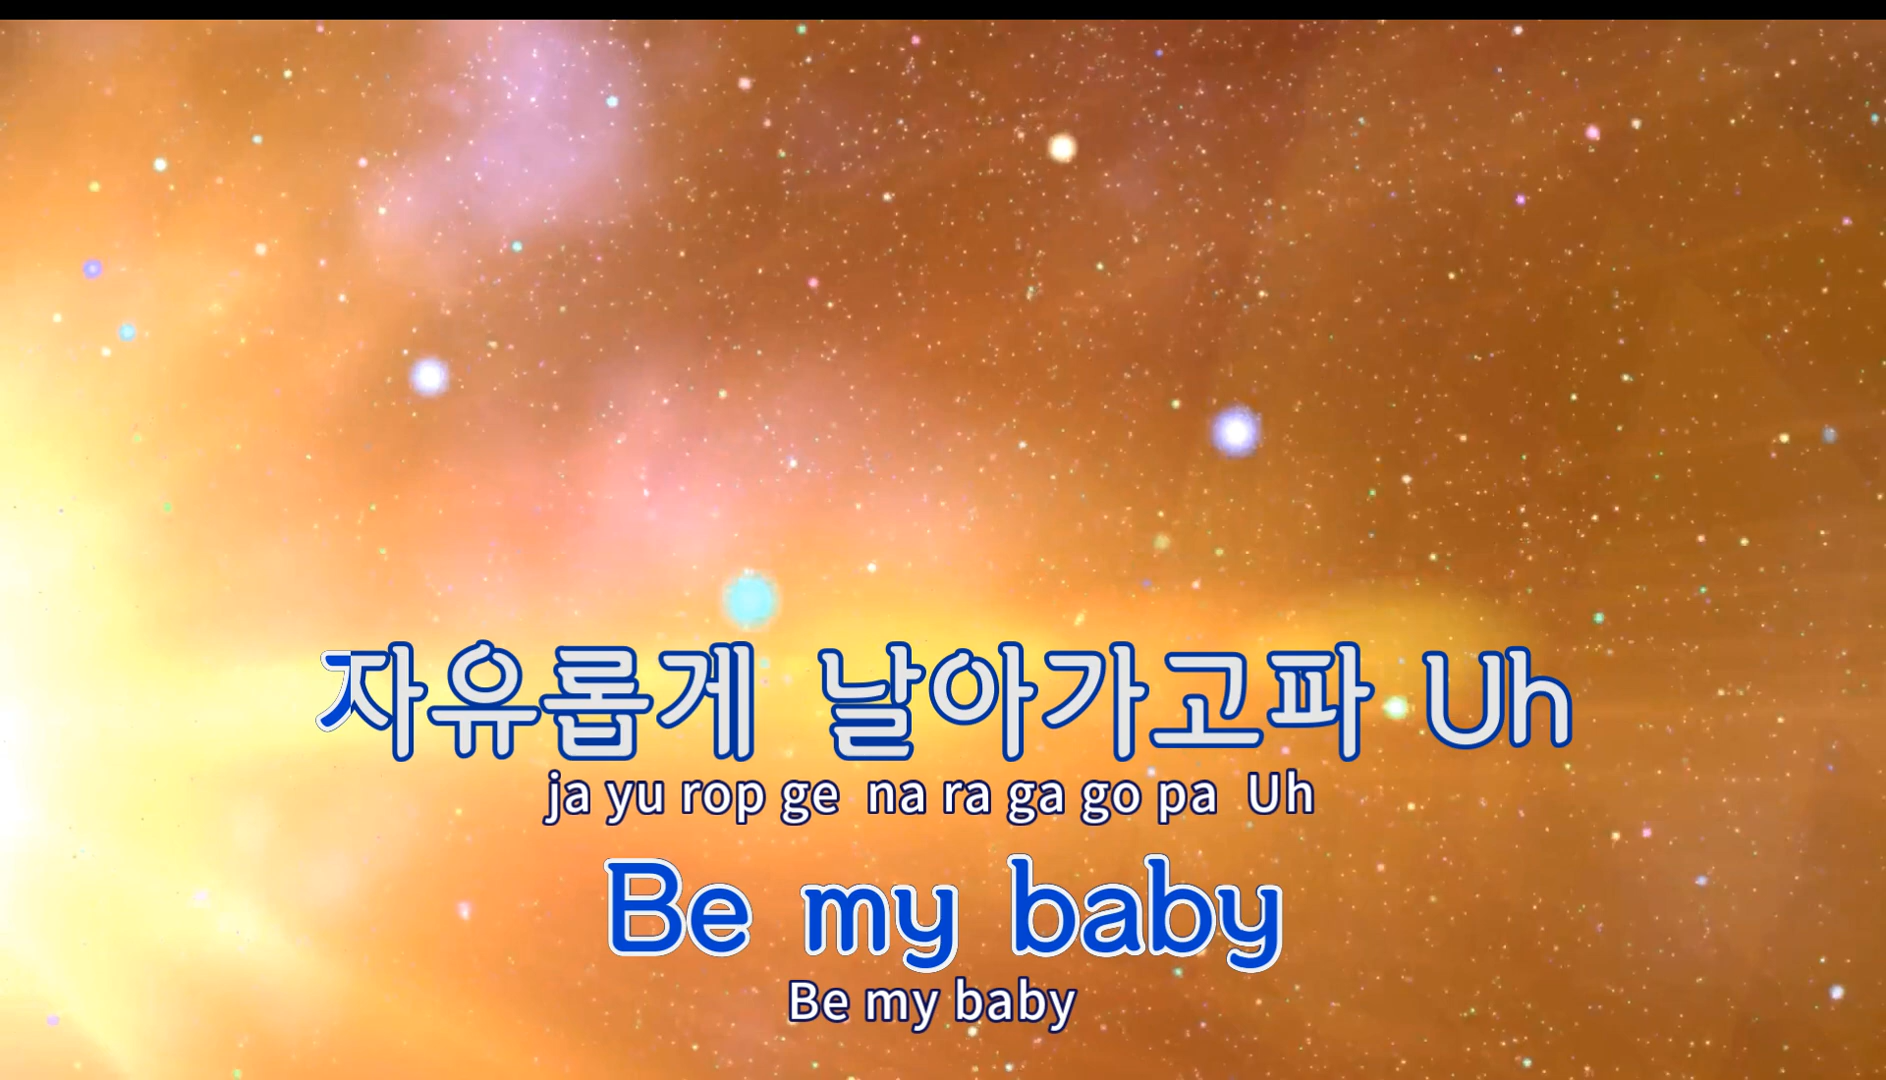 자유롭게 날아가고파 Uh
ja yu rop ge na ra ga go pa Uh
Be my baby
Be my baby